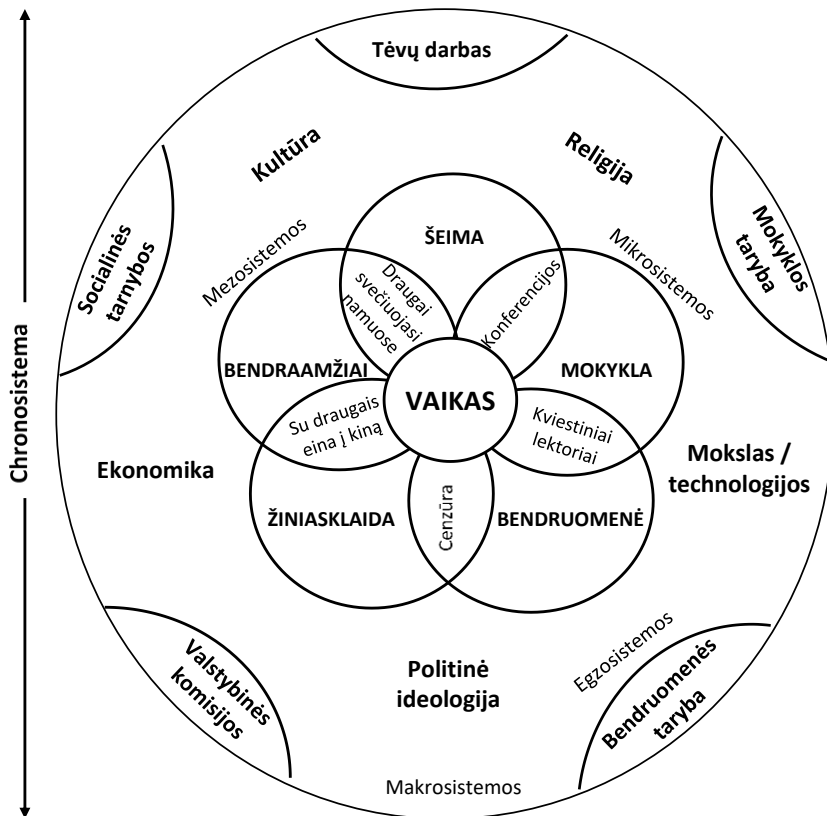 Tėvų darbas
Kultūra
Religija
Socialinės
tarnybos
Mokyklos
taryba
Mezosistemos
ŠEIMA
Mikrosistemos
Draugai
svečiuojasi
namuose
Konferencijos
Chronosistema
BENDRAAMŽIAI
MOKYKLA
VAIKAS
Su draugais
eina į kiną
Kviestiniai
lektoriai
Ekonomika
Mokslas /
technologijos
ŽINIASKLAIDA
Cenzūra
BENDRUOMENĖ
Valstybinės
komisijos
Politinė
ideologija
Egzosistemos
Bendruomenės
taryba
Makrosistemos